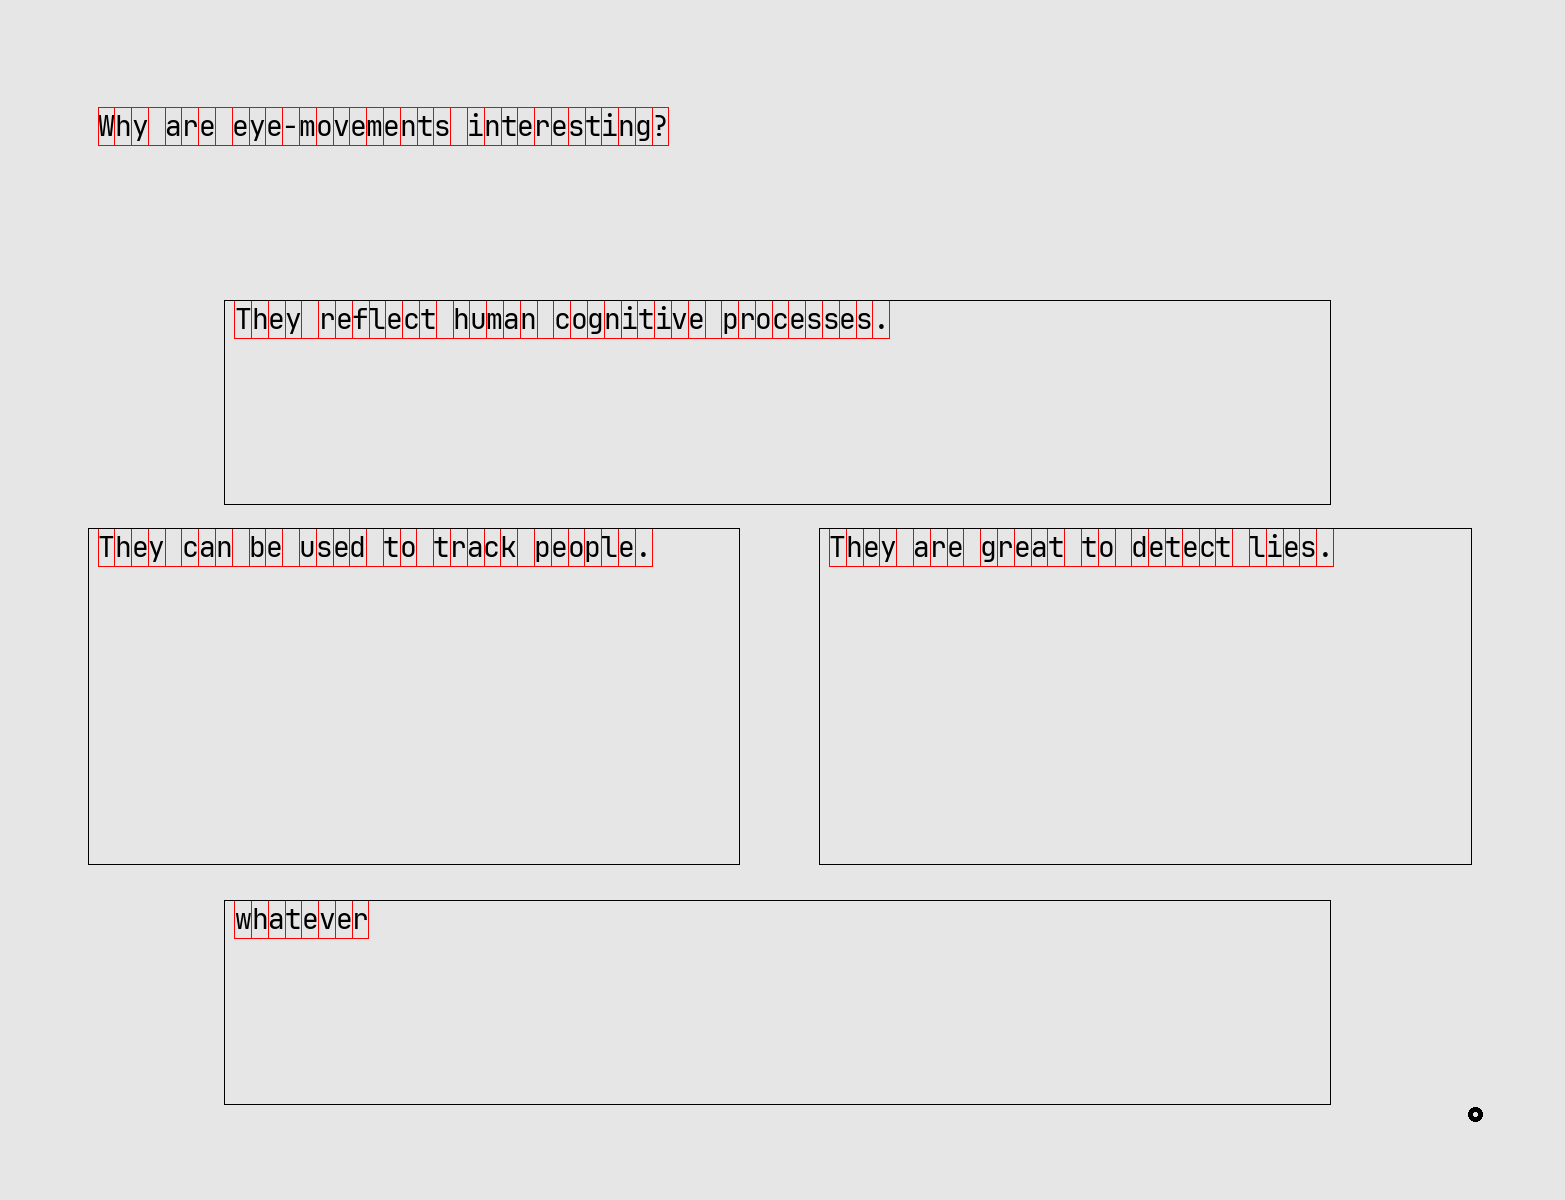 Why are eye-movements interesting?
They reflect human cognitive processes.
They can be used to track people.
They are great to detect lies.
whatever